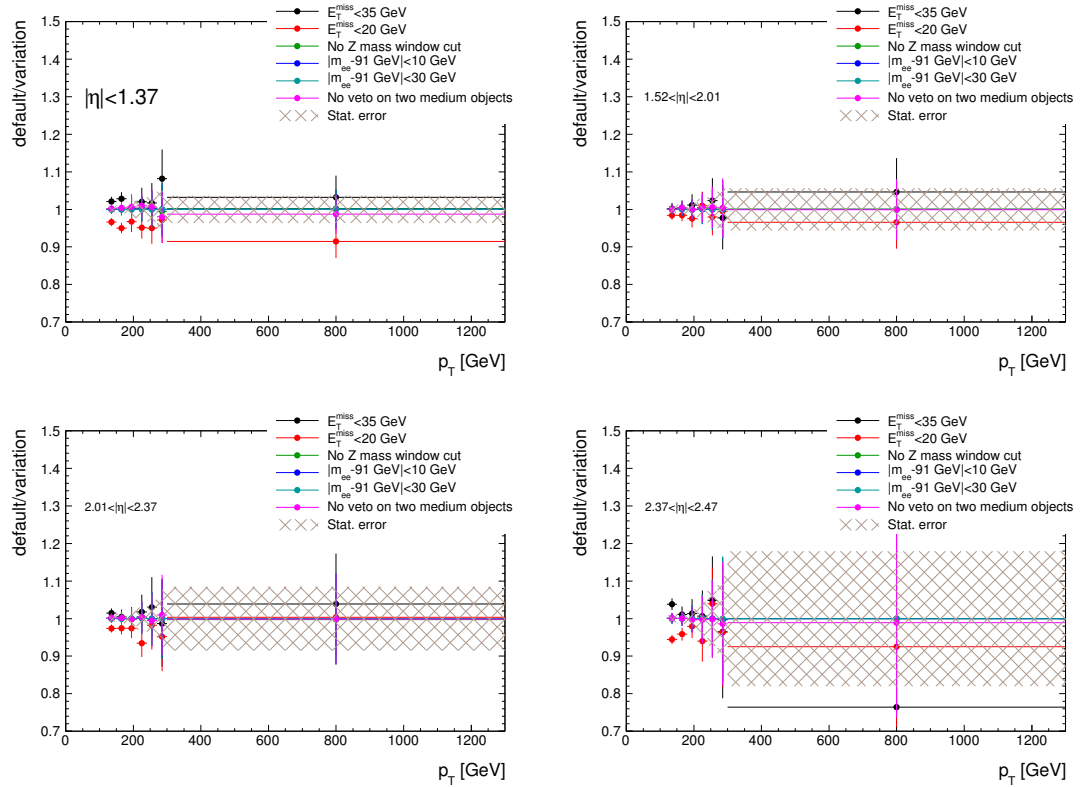 default/variation
1.5
1.4
1.3
1.2
1.1
1
0.9
0.8
0.7
E_T^miss<35 GeV
E_T^miss<20 GeV
No Z mass window cut
|m_ee-91 GeV|<10 GeV
|m_ee-91 GeV|<30 GeV
No veto on two medium objects
Stat. error
|η|<1.37
0 200 400 600 800 1000 1200
p_T [GeV]
default/variation
1.5
1.4
1.3
1.2
1.1
1
0.9
0.8
0.7
E_T^miss<35 GeV
E_T^miss<20 GeV
No Z mass window cut
|m_ee-91 GeV|<10 GeV
|m_ee-91 GeV|<30 GeV
No veto on two medium objects
Stat. error
1.52<|η|<2.01
0 200 400 600 800 1000 1200
p_T [GeV]
default/variation
1.5
1.4
1.3
1.2
1.1
1
0.9
0.8
0.7
E_T^miss<35 GeV
E_T^miss<20 GeV
No Z mass window cut
|m_ee-91 GeV|<10 GeV
|m_ee-91 GeV|<30 GeV
No veto on two medium objects
Stat. error
2.01<|η|<2.37
0 200 400 600 800 1000 1200
p_T [GeV]
default/variation
1.5
1.4
1.3
1.2
1.1
1
0.9
0.8
0.7
E_T^miss<35 GeV
E_T^miss<20 GeV
No Z mass window cut
|m_ee-91 GeV|<10 GeV
|m_ee-91 GeV|<30 GeV
No veto on two medium objects
Stat. error
2.37<|η|<2.47
0 200 400 600 800 1000 1200
p_T [GeV]